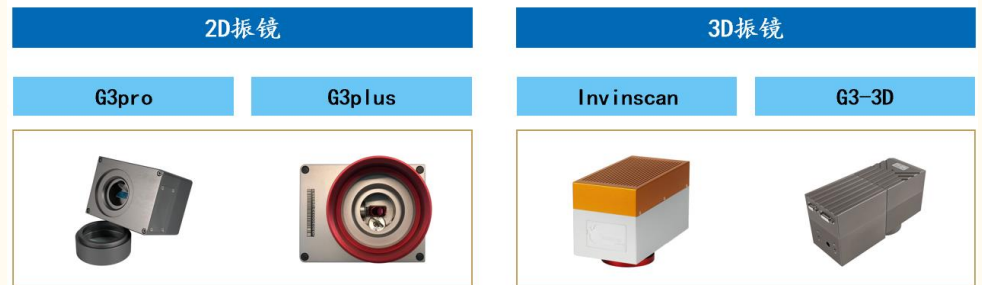 2D振镜
3D振镜
G3pro
G3plus
Invinscan
G3-3D